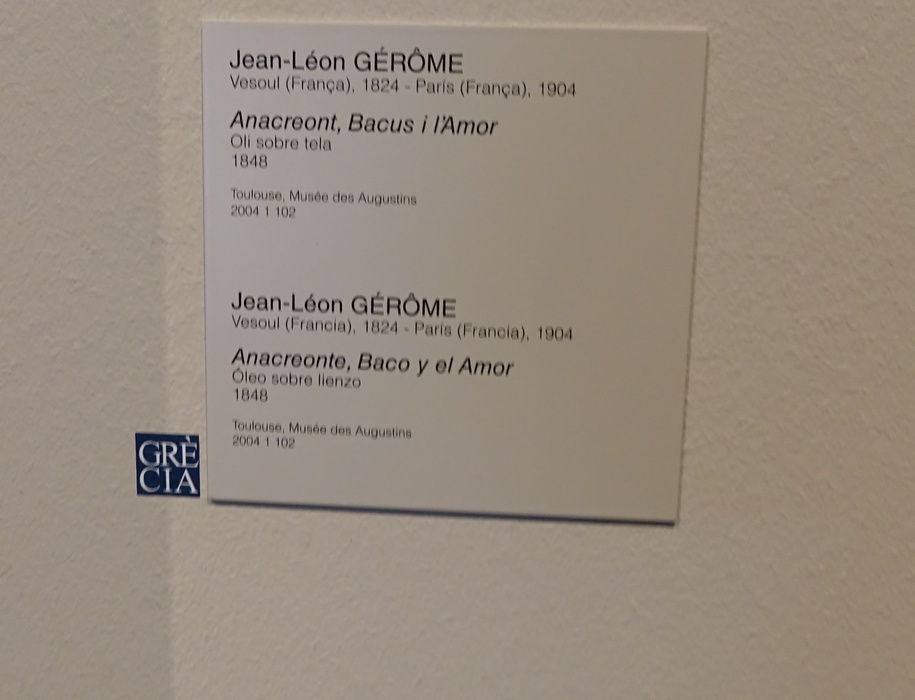 Jean-Léon GÉRÔME
Vesoul (França), 1824 - París (França), 1904
Anacreont, Bacus i l'Amor
Oli sobre tela
1848
Toulouse, Musée des Augustins
2004 1 102
Jean-Léon GÉRÔME
Vesoul (Francia), 1824 - París (Francia), 1904
Anacreonte, Baco y el Amor
Óleo sobre lienzo
1848
Toulouse, Musée des Augustins
2004 1 102
GRÈ
CIA